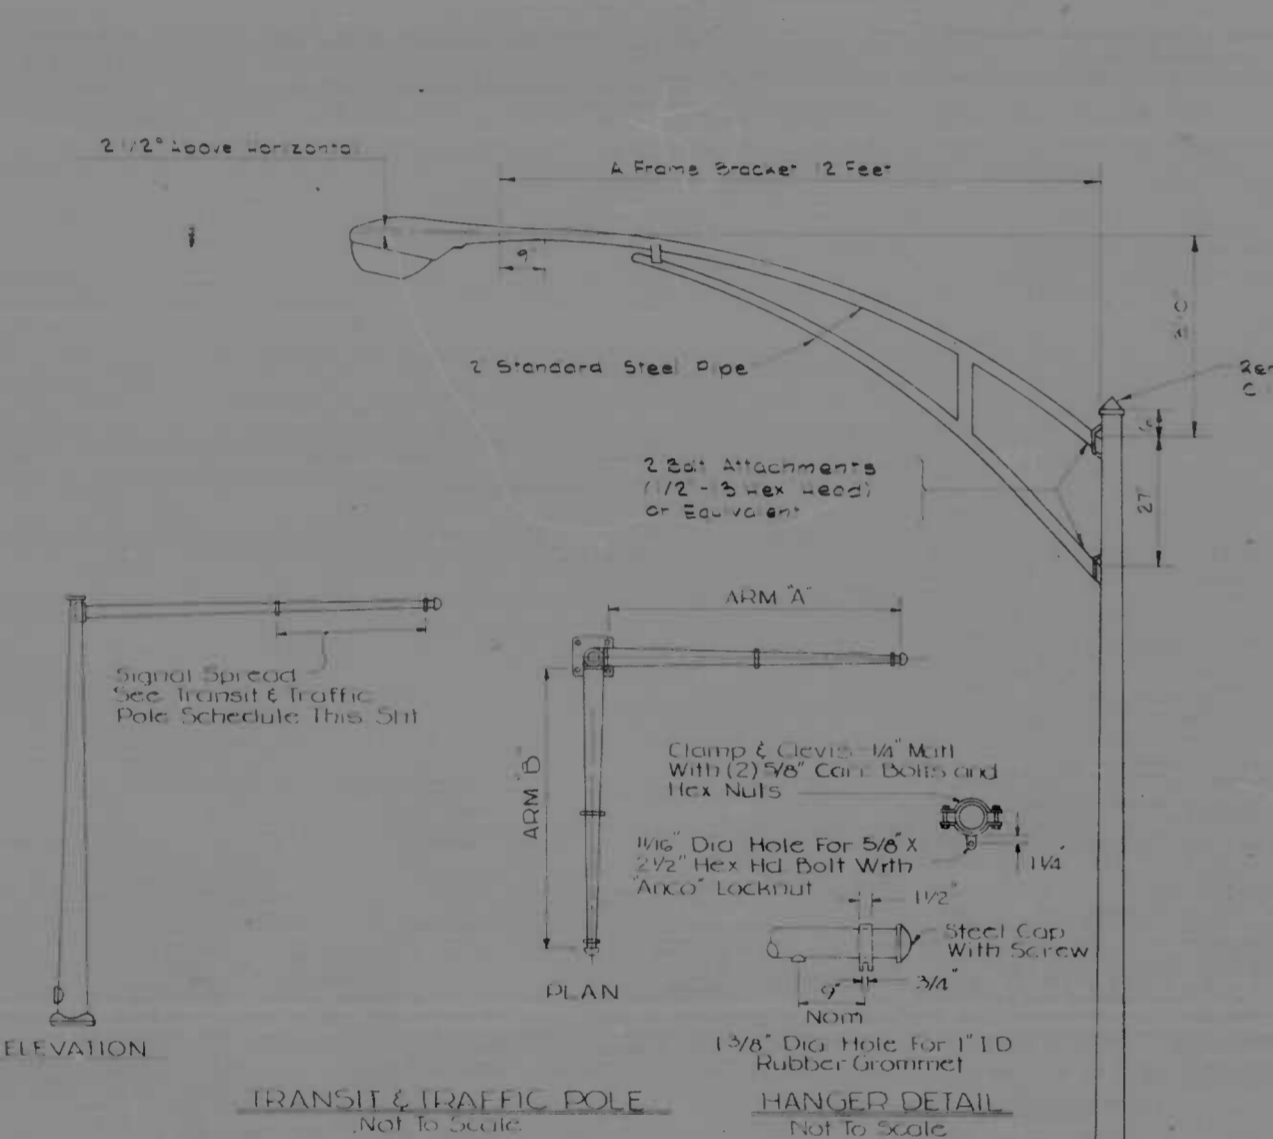 2 1/2° Above Horizontal
A Frame Bracket 12 Feet
9"
2 Standard Steel Pipe
2 Bolt Attachments
(1/2 - 3 Hex Head)
or Equivalent
6"
27"
ARM "A"
Signal Spread
See Transit & Traffic
Pole Schedule This Sht
ARM "B"
Clamp & Clevis 1/4" Matl
With (2) 5/8" Carr Bolts and
Hex Nuts
11/16" Dia Hole For 5/8" X
2 1/2" Hex Hd Bolt With
"Anco" Locknut
1 1/4"
1 1/2"
Steel Cap
With Screw
3/4"
9"
Nom
PLAN
ELEVATION
1 3/8" Dia Hole For 1" I D
Rubber Grommet
TRANSIT & TRAFFIC POLE
Not To Scale
HANGER DETAIL
Not To Scale